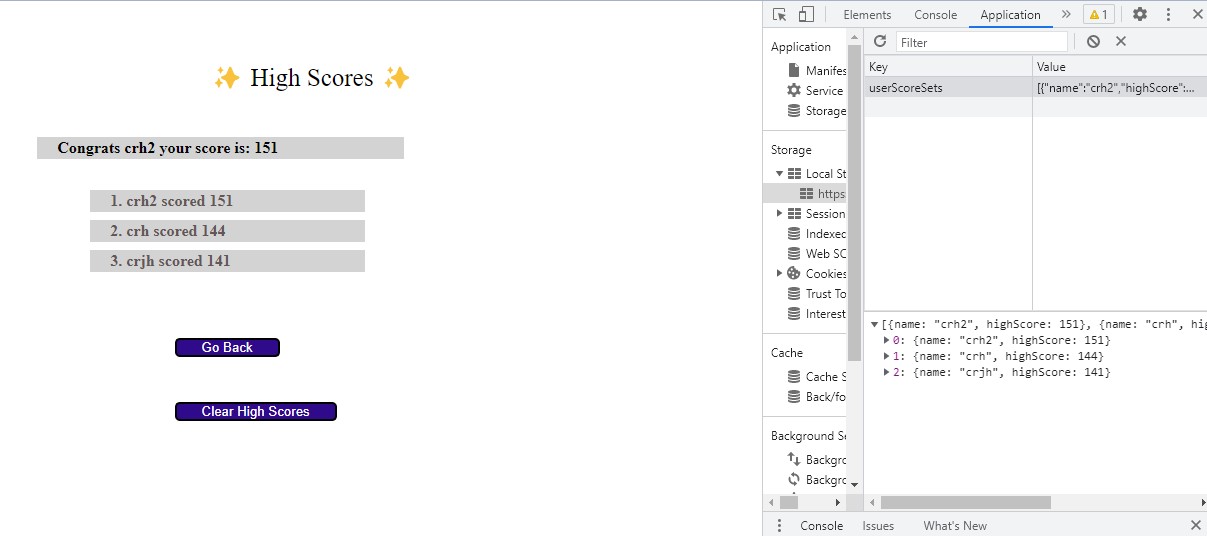 ✨ High Scores ✨
Congrats crh2 your score is: 151
1. crh2 scored 151
2. crh scored 144
3. crjh scored 141
Go Back
Clear High Scores
Elements Console Application » 1
Application
Manifes
Service
Storage
Storage
Local St
https
Session
Indexed
Web SC
Cookies
Trust To
Interest
Cache
Cache S
Back/fo
Background Se
Backgro
Backgro
Filter
Key Value
userScoreSets [{"name":"crh2","highScore":...
[{name: "crh2", highScore: 151}, {name: "crh", hig
0: {name: "crh2", highScore: 151}
1: {name: "crh", highScore: 144}
2: {name: "crjh", highScore: 141}
Console Issues What's New